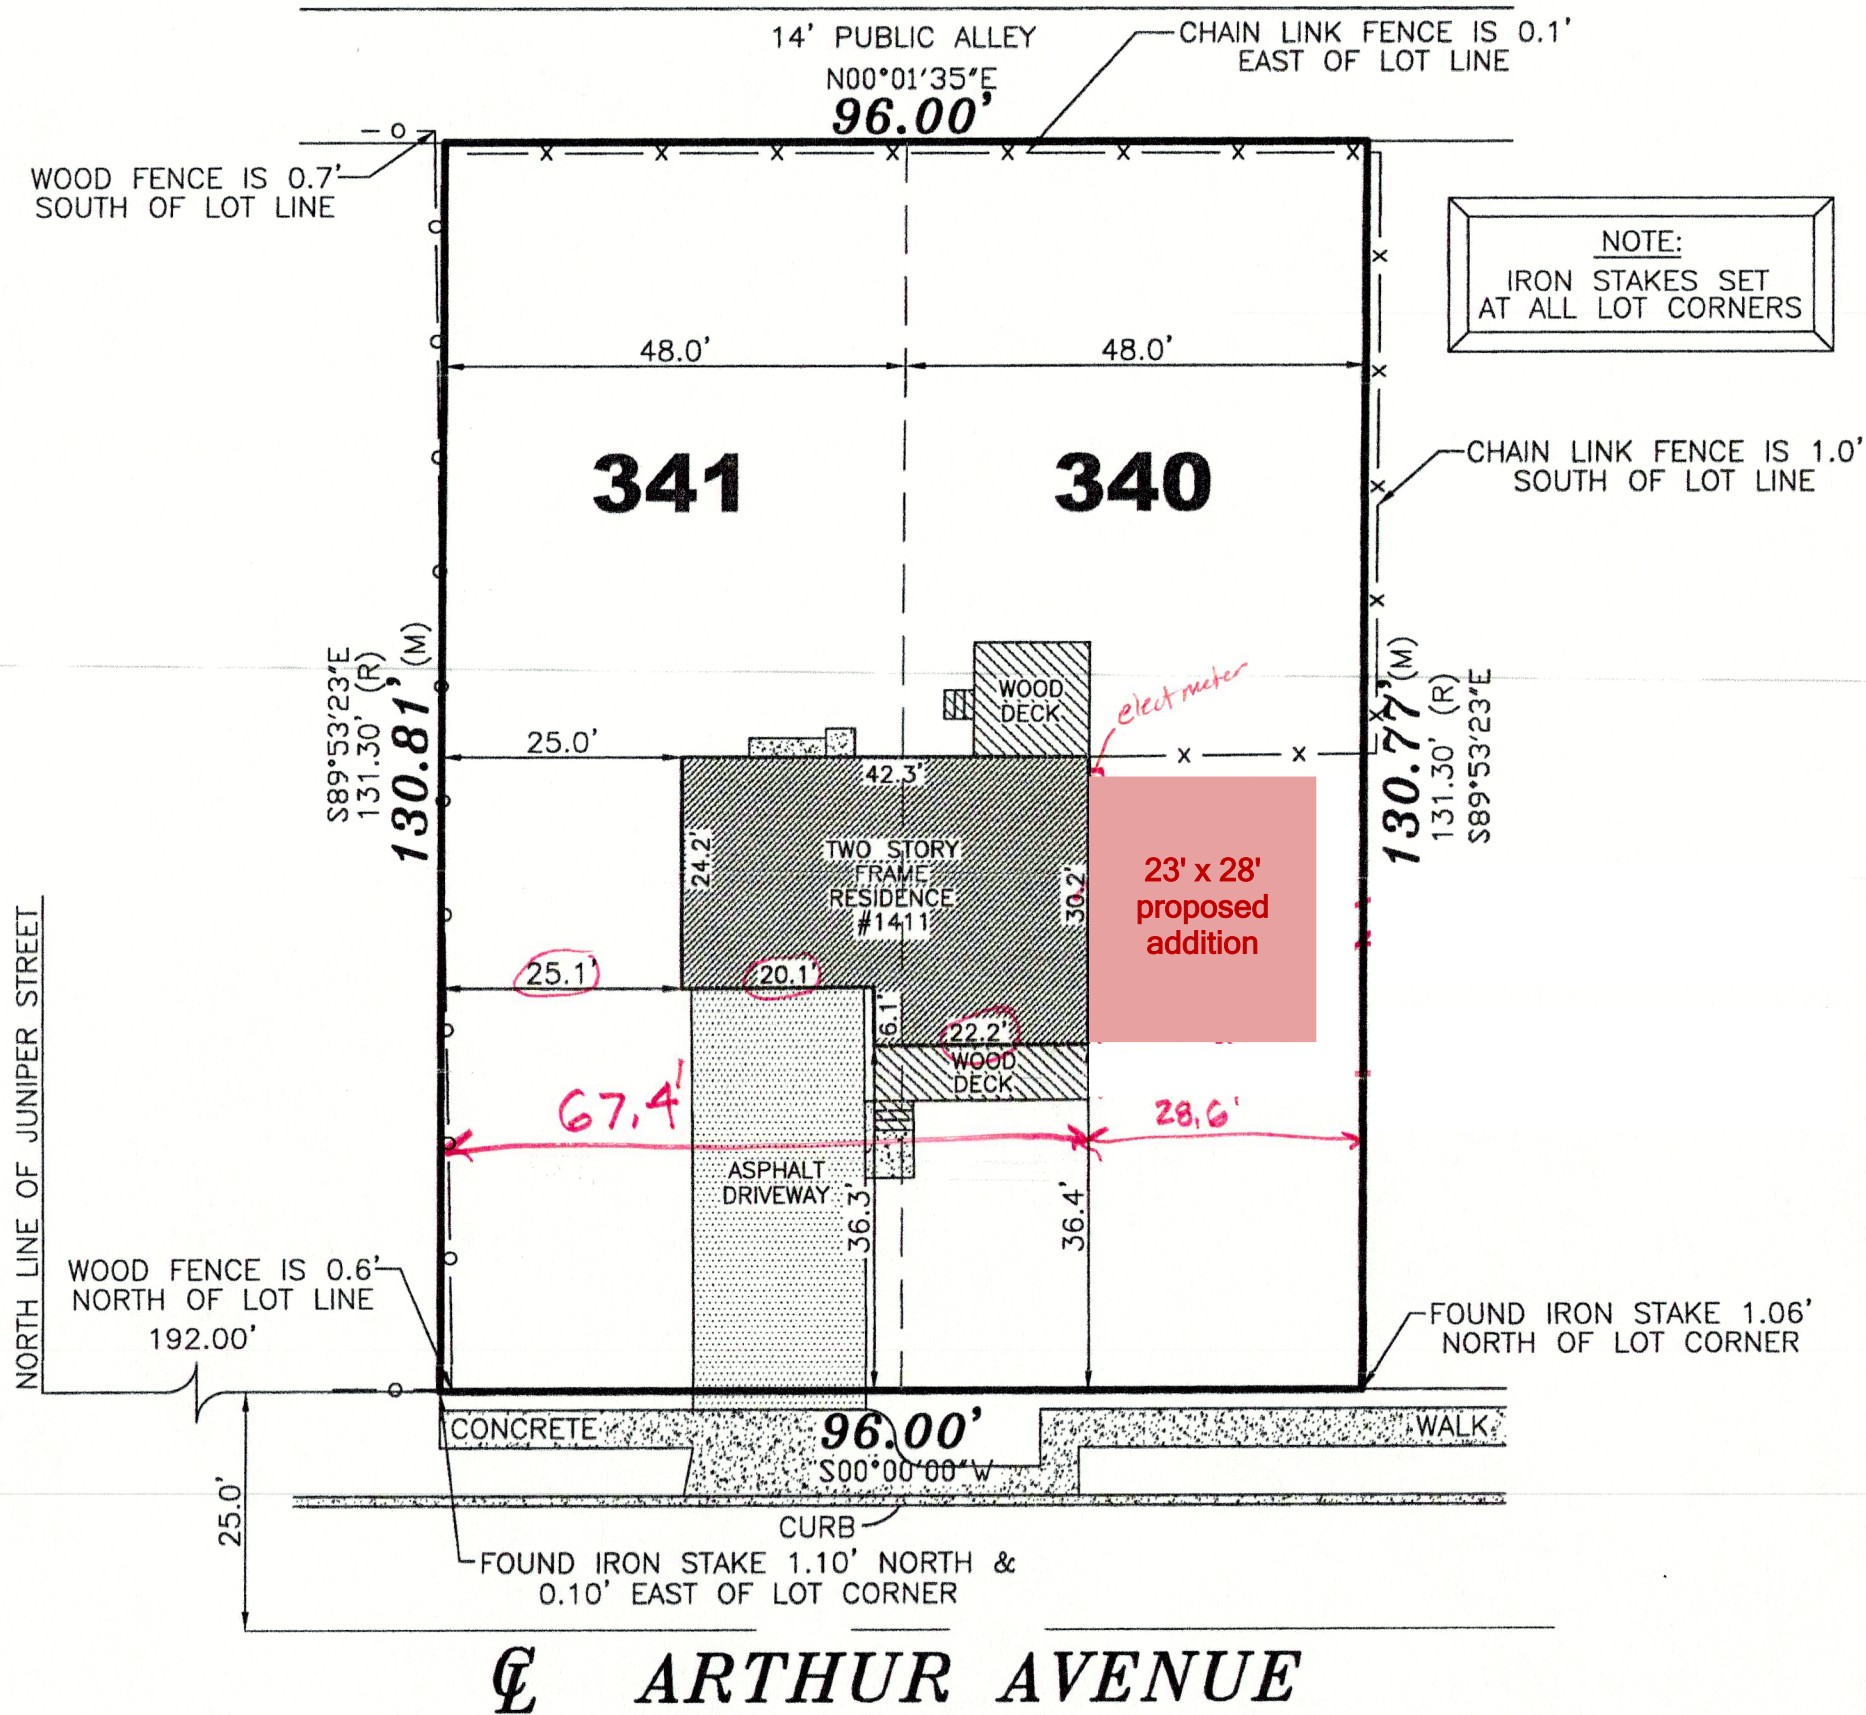 14' PUBLIC ALLEY
N00°01'35"E
96.00'
CHAIN LINK FENCE IS 0.1'
EAST OF LOT LINE
WOOD FENCE IS 0.7'
SOUTH OF LOT LINE
NOTE:
IRON STAKES SET
AT ALL LOT CORNERS
48.0'
48.0'
341
340
CHAIN LINK FENCE IS 1.0'
SOUTH OF LOT LINE
S89°53'23"E
131.30' (R)
130.81' (M)
130.77' (M)
131.30' (R)
S89°53'23"E
WOOD
DECK
elect meter
25.0'
42.3'
24.2'
TWO STORY
FRAME
RESIDENCE
#1411
30.2'
23' x 28'
proposed
addition
25.1'
20.1'
6.1'
22.2'
WOOD
DECK
67.4'
28.6'
ASPHALT
DRIVEWAY
36.3'
36.4'
NORTH LINE OF JUNIPER STREET
WOOD FENCE IS 0.6'
NORTH OF LOT LINE
192.00'
FOUND IRON STAKE 1.06'
NORTH OF LOT CORNER
CONCRETE
96.00'
WALK
S00°00'00"W
25.0'
CURB
FOUND IRON STAKE 1.10' NORTH &
0.10' EAST OF LOT CORNER
℄ ARTHUR AVENUE